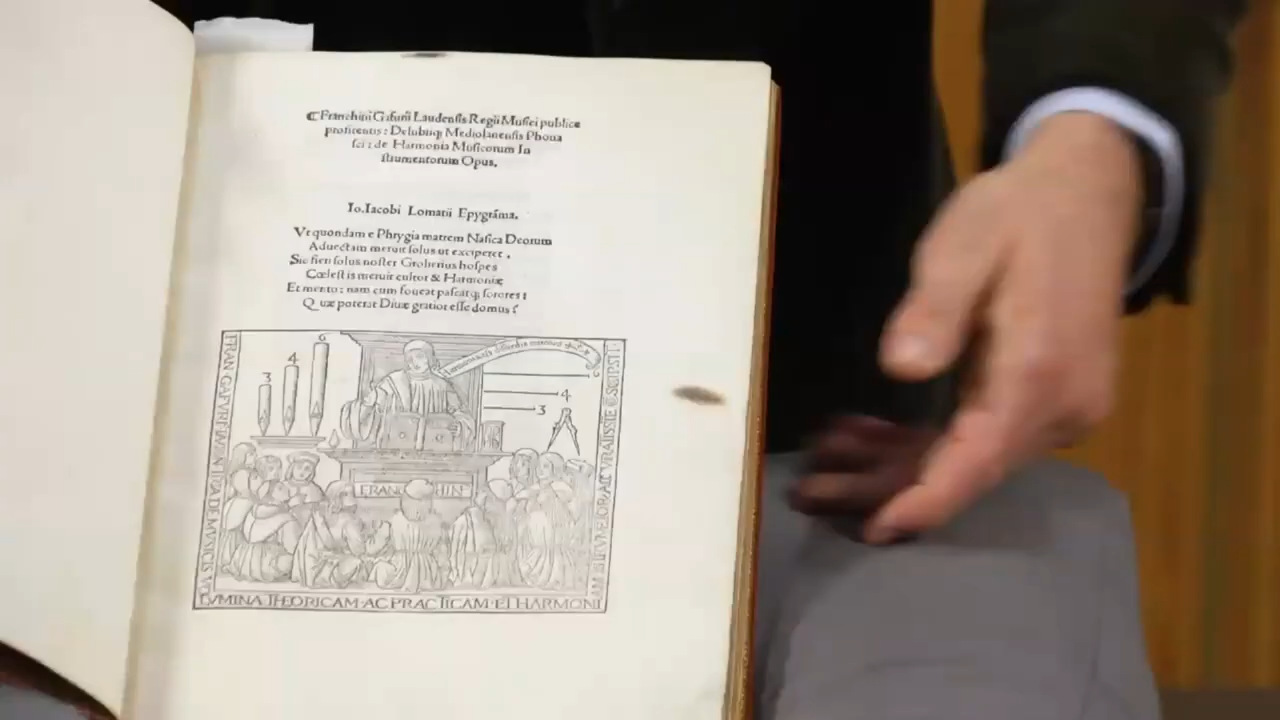 Franchini Gafurii Laudensis Regii Musici publice
profitentis: Delubriq; Mediolanensis Phona
sci: de Harmonia Musicorum In
strumentorum Opus.
Io. Iacobi Lomatii Epygrāma.
Vt quondam e Phrygia matrem Nasica Deorum
Aduectam meruit solus ut exciperet,
Sic fieri solus noster Grolierius hospes
Cœlestis meruit cultor & Harmoniæ
Et merito: nam cum foueat pascatq; sorores:
Quæ poterat Diuæ gratior esse domus?
3
4
6
4
3
LVMINA THEORICAM·AC PRACTICAM·ET HARMONI